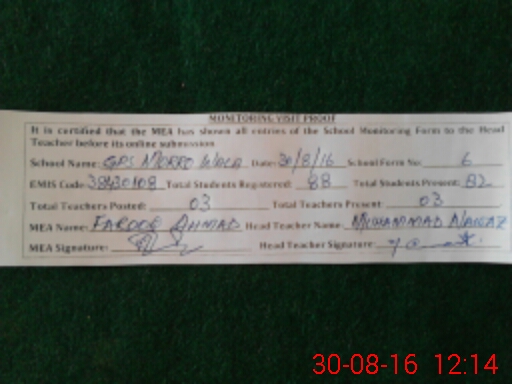 MONITORING VISIT PROOF
It is certified that the MEA has shown all entries of the School Monitoring Form to the Head
Teacher before its online submission
School Name: GPS MORRO WALA Date: 30/8/16 School Form No: 6
EMIS Code: Total Students Registered: 88 Total Students Present: 82
Total Teachers Posted: 03 Total Teachers Present: 03
MEA Name: FAROOQ AHMAD Head Teacher Name: MUHAMMAD NAWAZ
MEA Signature: Head Teacher Signature:
30-08-16 12:14